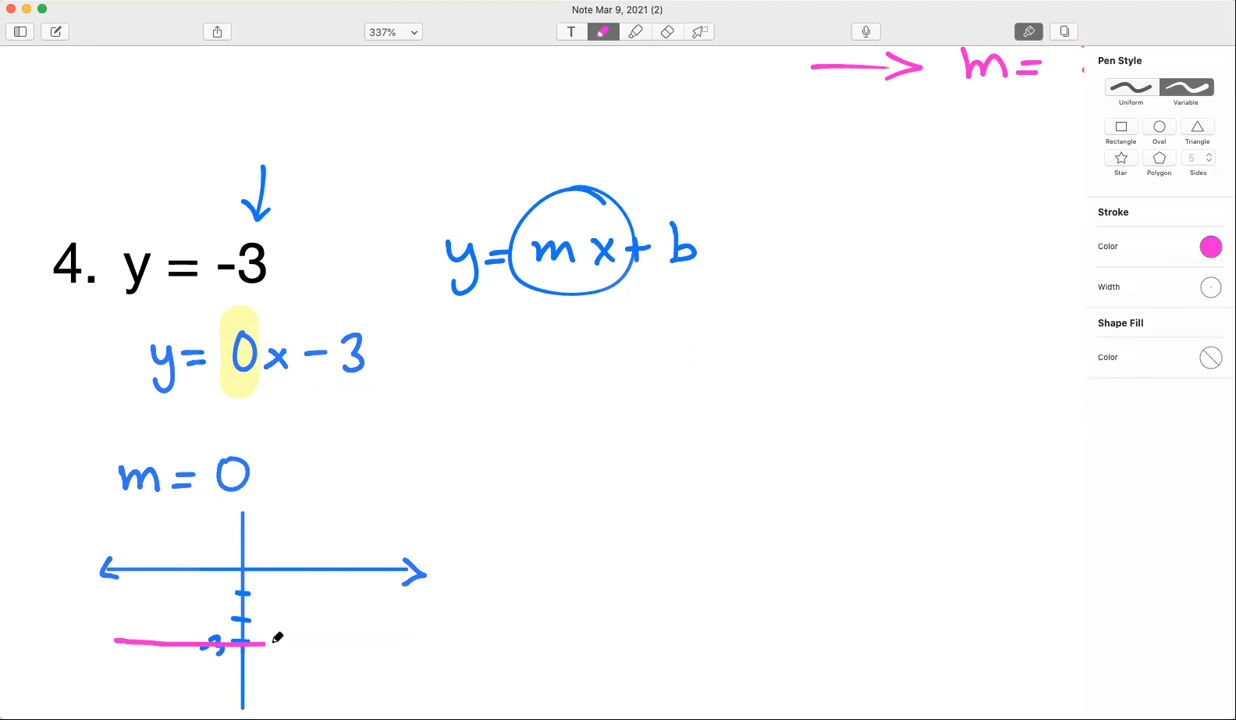 Note Mar 9, 2021 (2)
337%
T
m =
Pen Style
Uniform
Variable
Rectangle
Oval
Triangle
Star
Polygon
5
Sides
Stroke
Color
Width
Shape Fill
Color
4. y = -3
y = mx + b
y = 0x - 3
m = 0
-3